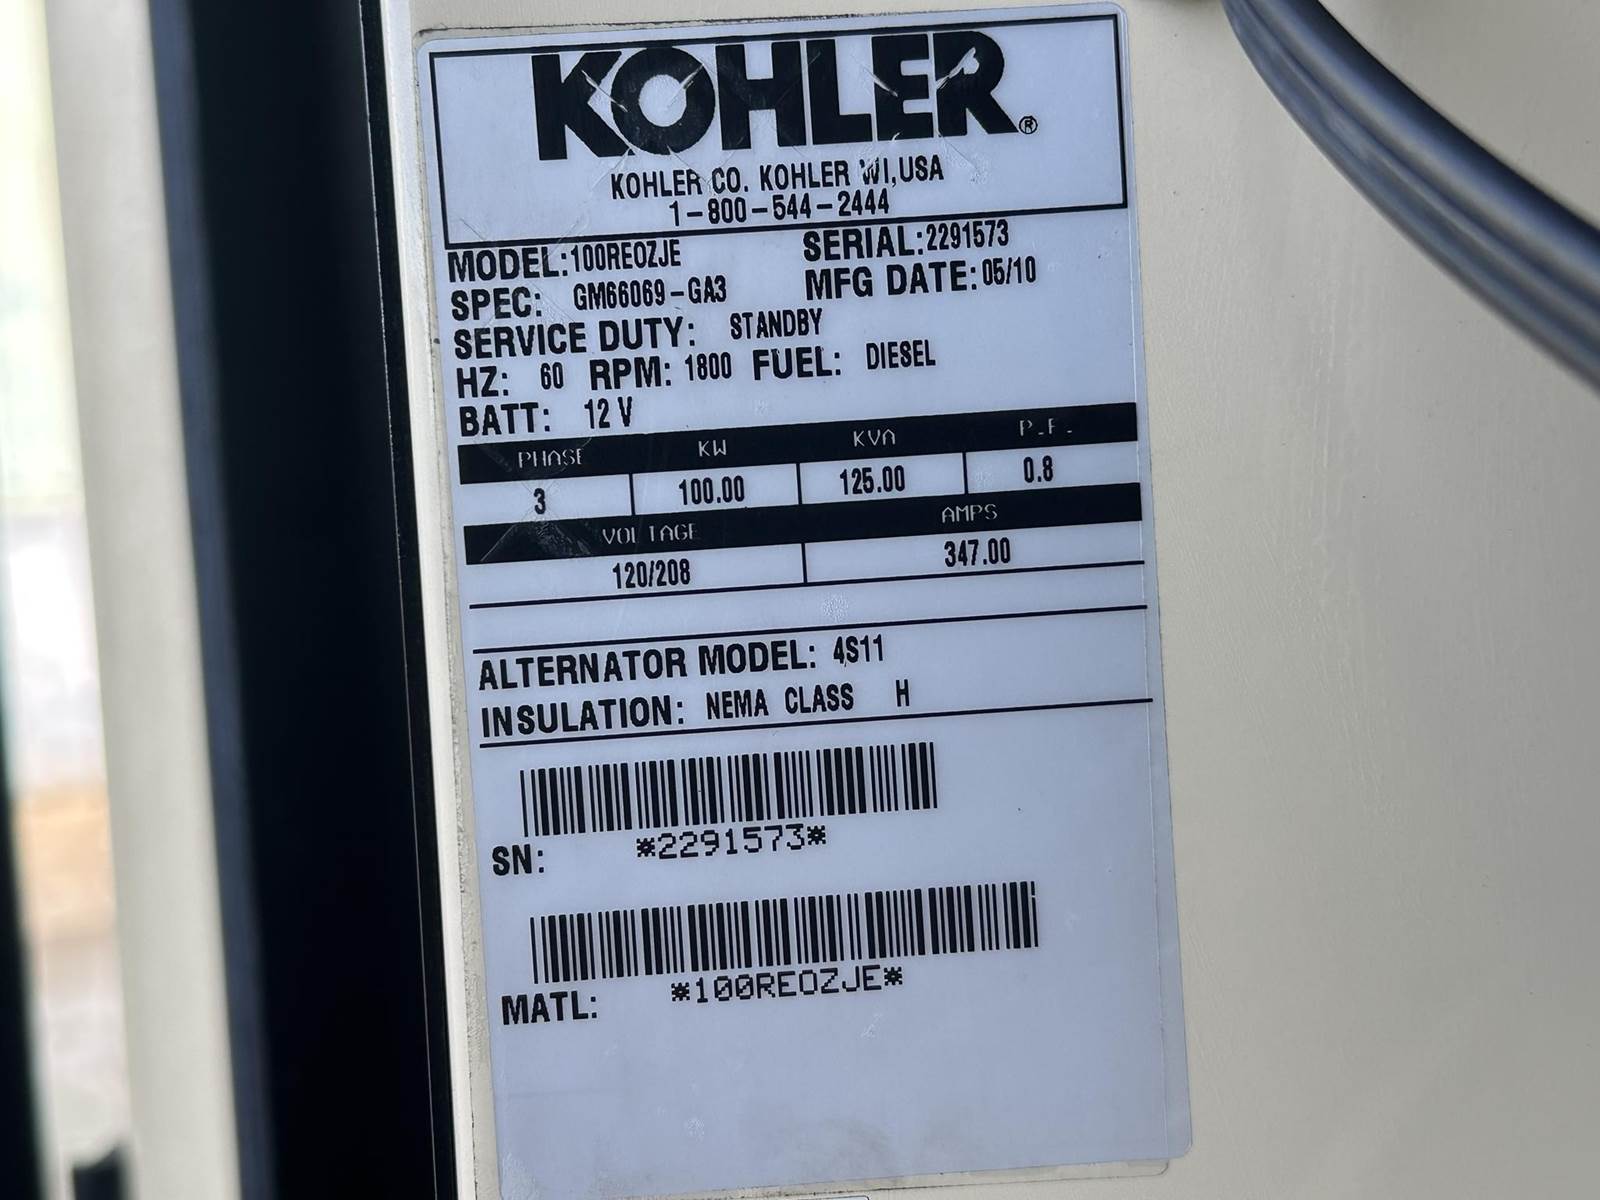 KOHLER®
KOHLER CO. KOHLER WI,USA
1-800-544-2444
MODEL:100REOZJE SERIAL:2291573
SPEC: GM66069-GA3 MFG DATE:05/10
SERVICE DUTY: STANDBY
HZ: 60 RPM: 1800 FUEL: DIESEL
BATT: 12 V
PHASE KW KVA P.F.
3 100.00 125.00 0.8
VOLTAGE AMPS
120/208 347.00
ALTERNATOR MODEL: 4S11
INSULATION: NEMA CLASS H
SN: *2291573*
MATL: *100REOZJE*